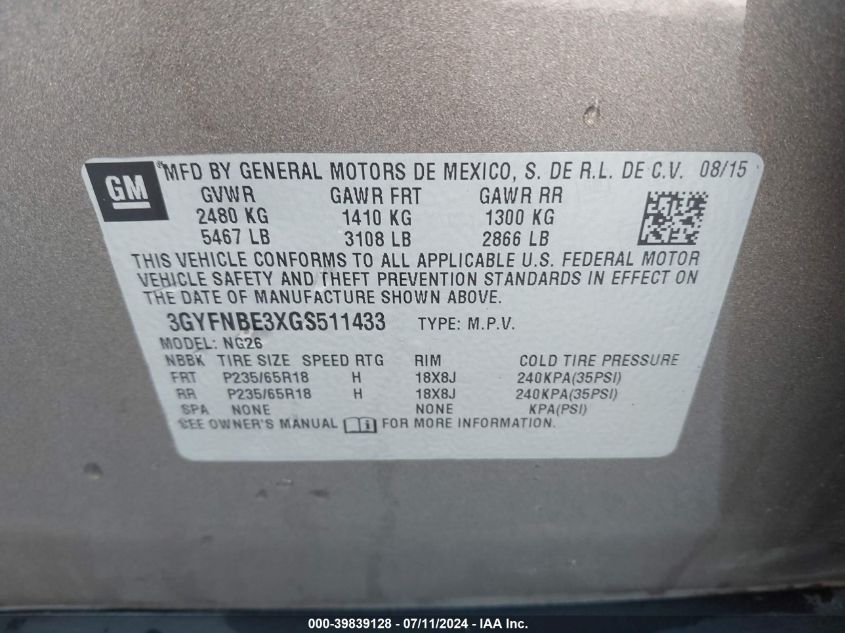 GM MFD BY GENERAL MOTORS DE MEXICO, S. DE R.L. DE C.V. 08/15
GVWR GAWR FRT GAWR RR
2480 KG 1410 KG 1300 KG
5467 LB 3108 LB 2866 LB
THIS VEHICLE CONFORMS TO ALL APPLICABLE U.S. FEDERAL MOTOR
VEHICLE SAFETY AND THEFT PREVENTION STANDARDS IN EFFECT ON
THE DATE OF MANUFACTURE SHOWN ABOVE.
3GYFNBE3XGS511433 TYPE: M.P.V.
MODEL: NG26
NBBK TIRE SIZE SPEED RTG RIM COLD TIRE PRESSURE
FRT P235/65R18 H 18X8J 240KPA(35PSI)
RR P235/65R18 H 18X8J 240KPA(35PSI)
SPA NONE NONE KPA(PSI)
SEE OWNER'S MANUAL FOR MORE INFORMATION.
000-39839128 - 07/11/2024 - IAA Inc.